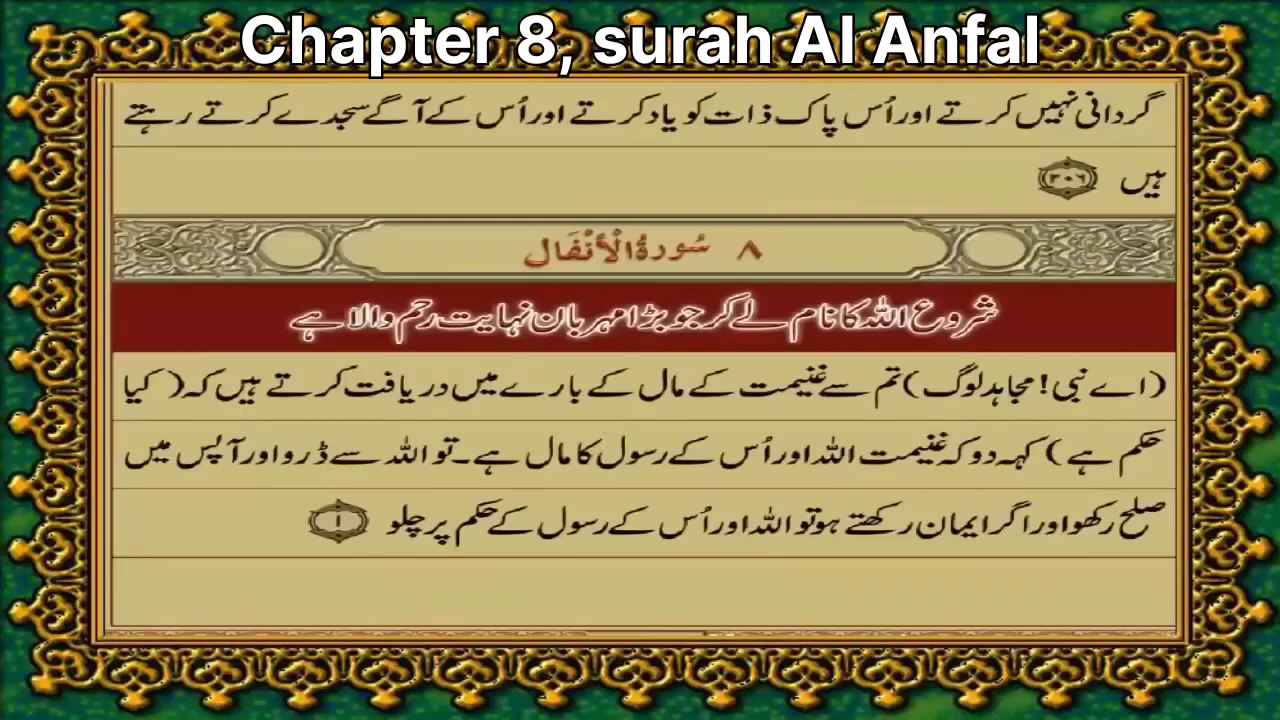 Chapter 8, surah Al Anfal
گردانی نہیں کرتے اور اُس پاک ذات کو یاد کرتے اور اُس کے آگے سجدے کرتے رہتے
ہیں ﴿۲۰۶﴾
۸ سُورةُ الْأَنْفَال
شروع اللہ کا نام لے کر جو بڑا مہربان نہایت رحم والا ہے
(اے نبی! مجاہد لوگ) تم سے غنیمت کے مال کے بارے میں دریافت کرتے ہیں کہ (کیا
حکم ہے) کہہ دو کہ غنیمت اللہ اور اُس کے رسول کا مال ہے۔ تو اللہ سے ڈرو اور آپس میں
صلح رکھو اور اگر ایمان رکھتے ہو تو اللہ اور اُس کے رسول کے حکم پر چلو ﴿۱﴾